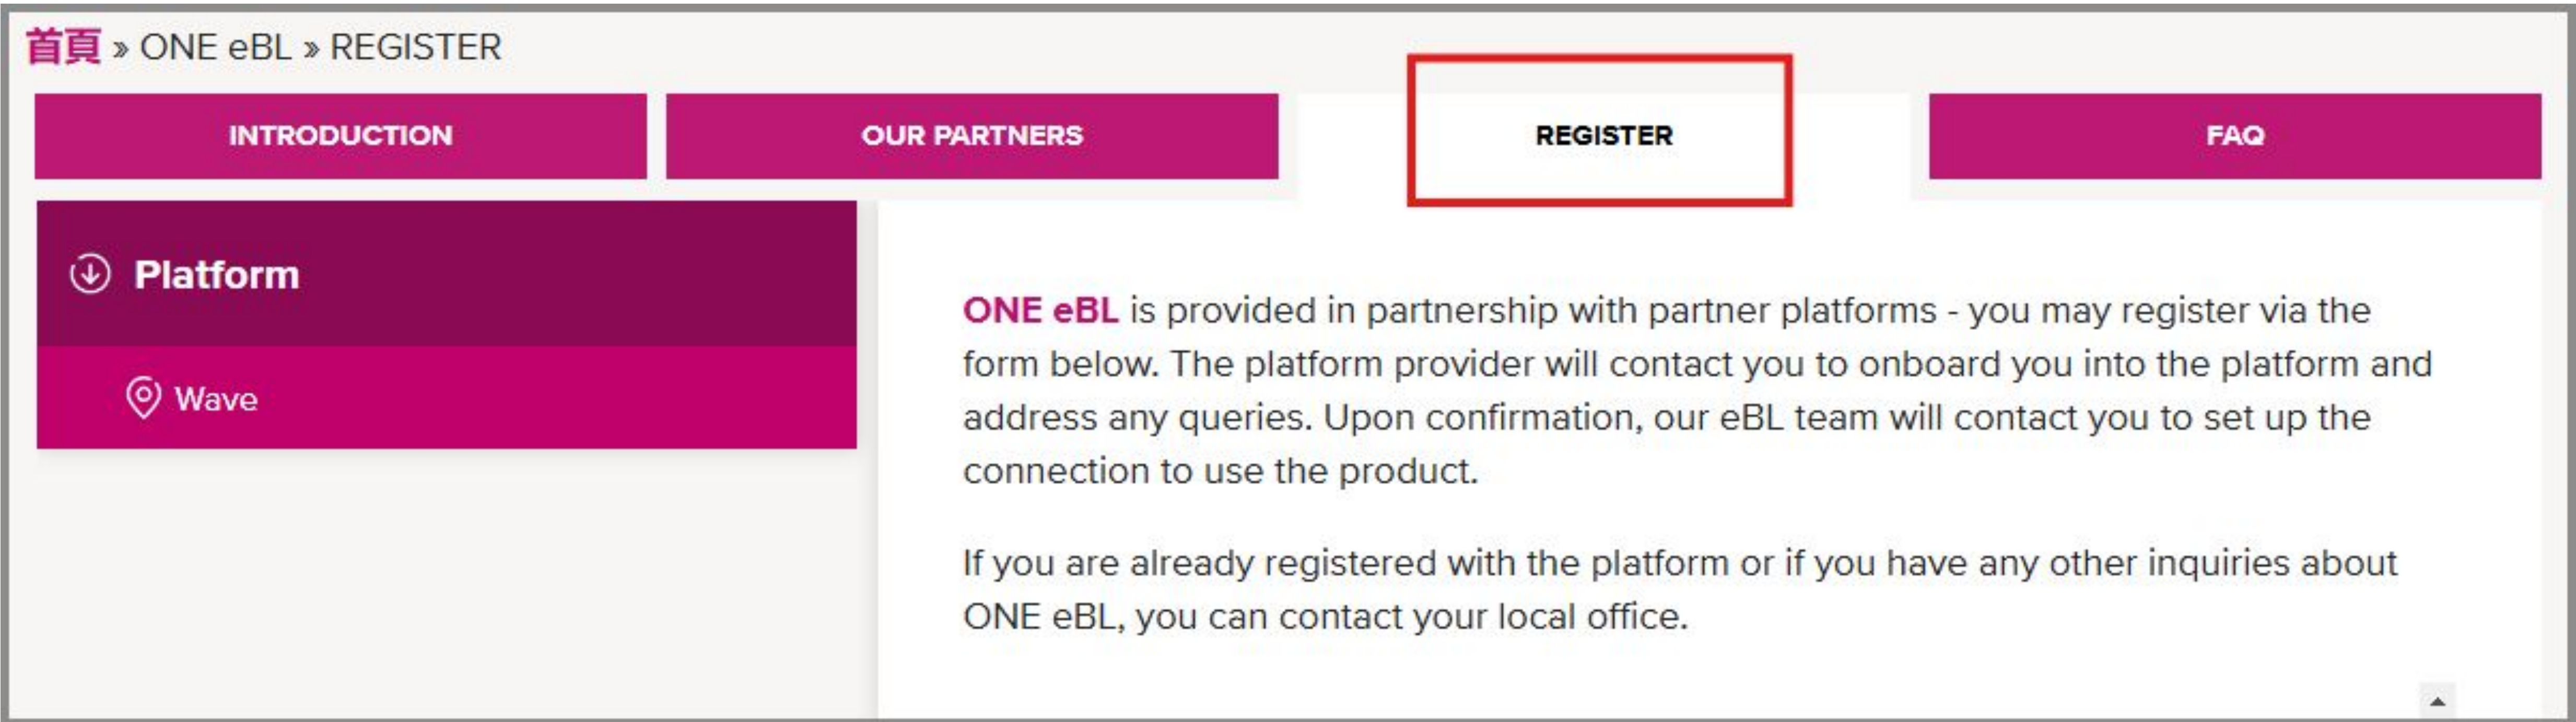 首頁 » ONE eBL » REGISTER
INTRODUCTION
OUR PARTNERS
REGISTER
FAQ
Platform
Wave
ONE eBL is provided in partnership with partner platforms - you may register via the
form below. The platform provider will contact you to onboard you into the platform and
address any queries. Upon confirmation, our eBL team will contact you to set up the
connection to use the product.
If you are already registered with the platform or if you have any other inquiries about
ONE eBL, you can contact your local office.